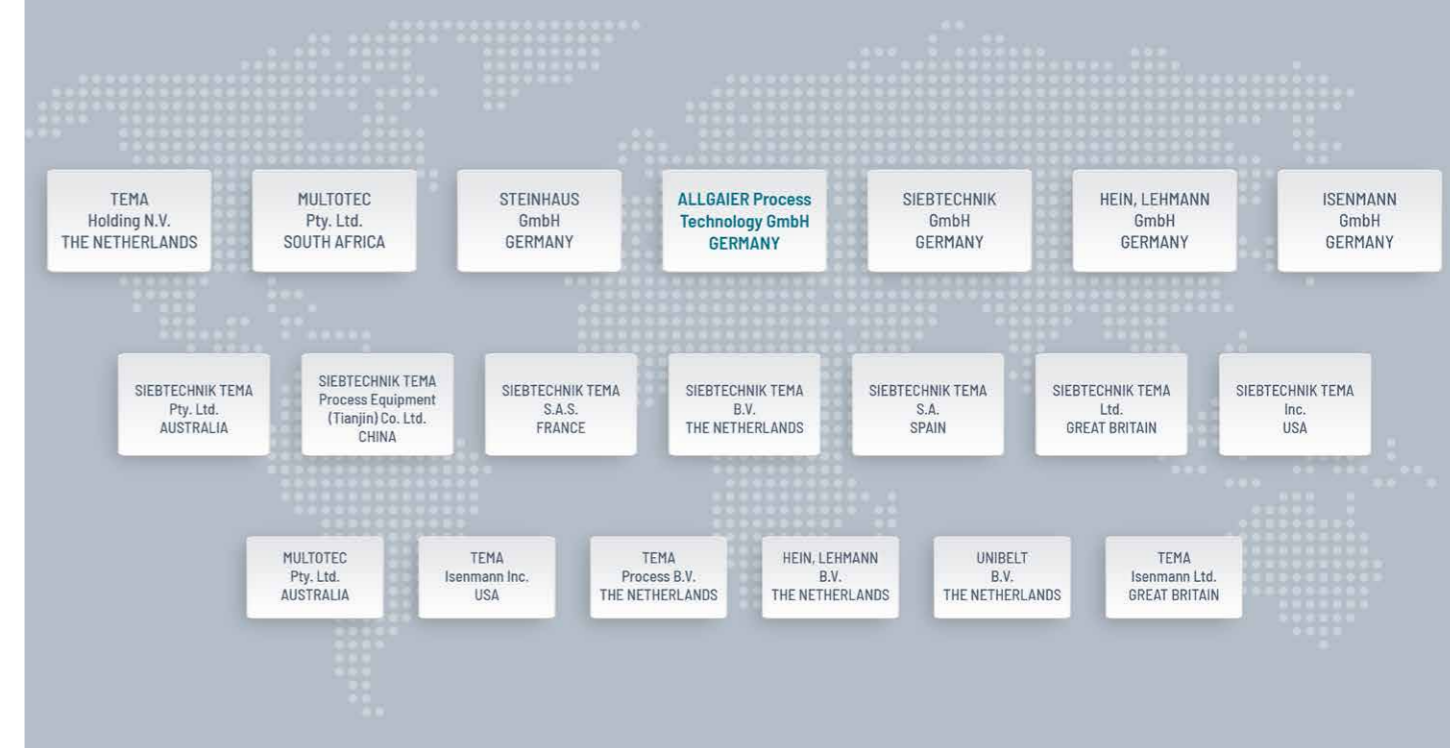 TEMA
Holding N.V.
THE NETHERLANDS
MULTOTEC
Pty. Ltd.
SOUTH AFRICA
STEINHAUS
GmbH
GERMANY
ALLGAIER Process
Technology GmbH
GERMANY
SIEBTECHNIK
GmbH
GERMANY
HEIN, LEHMANN
GmbH
GERMANY
ISENMANN
GmbH
GERMANY
SIEBTECHNIK TEMA
Pty. Ltd.
AUSTRALIA
SIEBTECHNIK TEMA
Process Equipment
(Tianjin) Co. Ltd.
CHINA
SIEBTECHNIK TEMA
S.A.S.
FRANCE
SIEBTECHNIK TEMA
B.V.
THE NETHERLANDS
SIEBTECHNIK TEMA
S.A.
SPAIN
SIEBTECHNIK TEMA
Ltd.
GREAT BRITAIN
SIEBTECHNIK TEMA
Inc.
USA
MULTOTEC
Pty. Ltd.
AUSTRALIA
TEMA
Isenmann Inc.
USA
TEMA
Process B.V.
THE NETHERLANDS
HEIN, LEHMANN
B.V.
THE NETHERLANDS
UNIBELT
B.V.
THE NETHERLANDS
TEMA
Isenmann Ltd.
GREAT BRITAIN